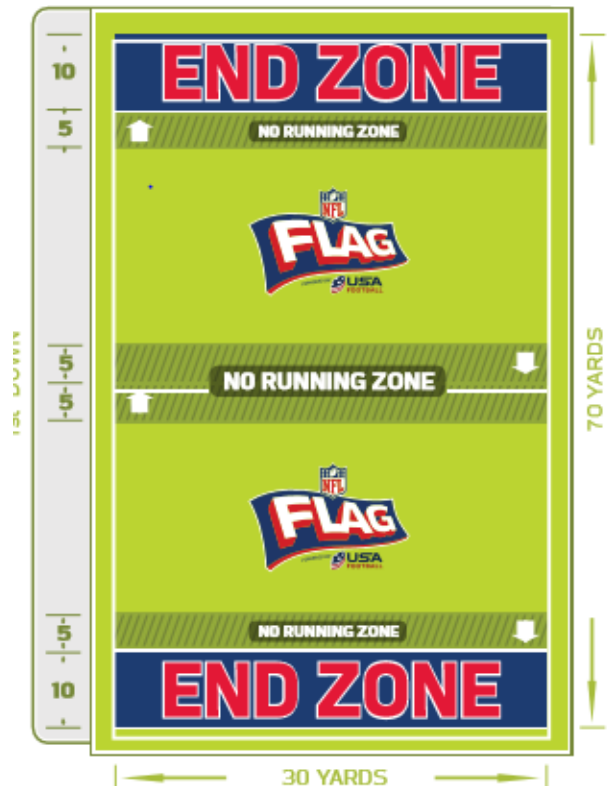 10
END ZONE
5
NO RUNNING ZONE
NFL
FLAG
USA
FOOTBALL
5
NO RUNNING ZONE
5
70 YARDS
NFL
FLAG
USA
FOOTBALL
5
NO RUNNING ZONE
10
END ZONE
30 YARDS